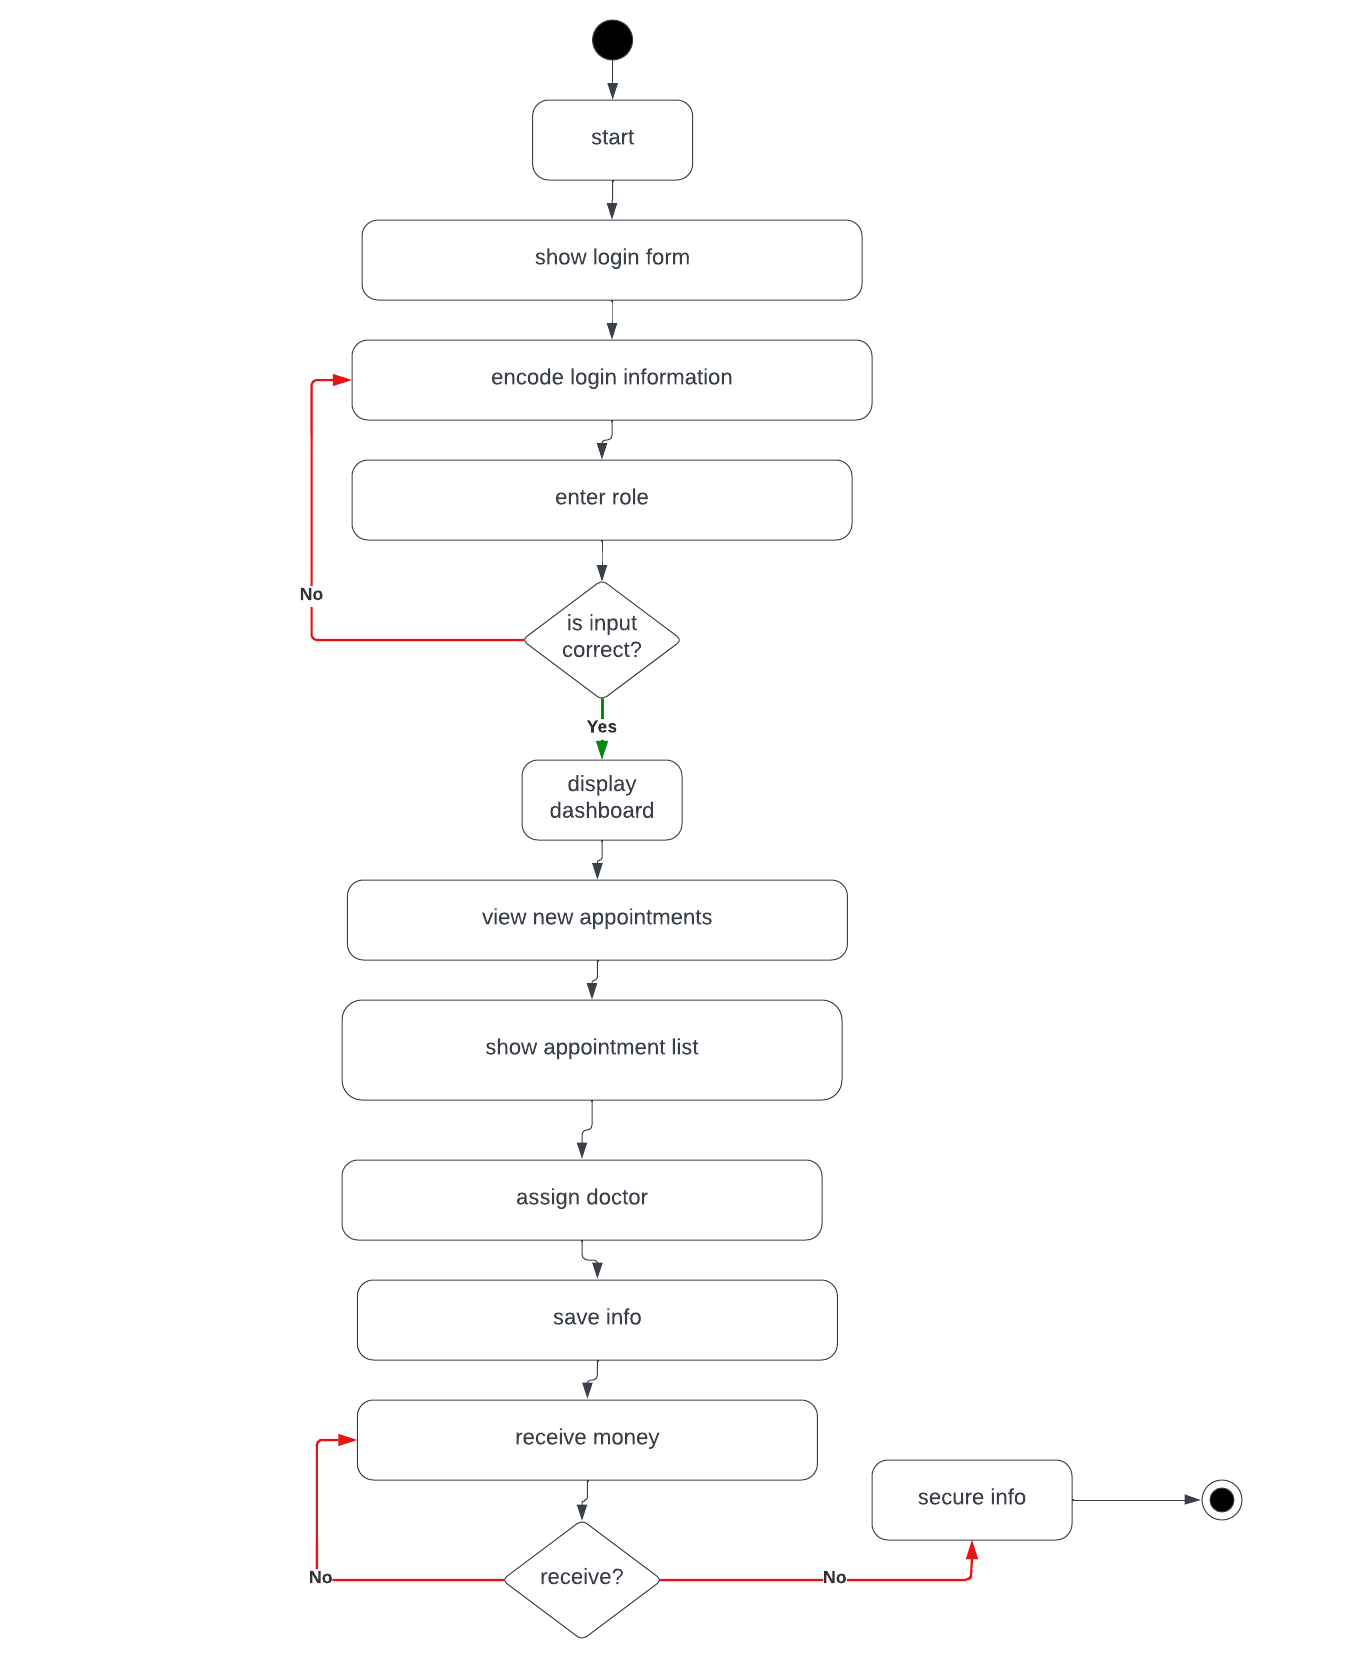 start
show login form
encode login information
enter role
No
is input
correct?
Yes
display
dashboard
view new appointments
show appointment list
assign doctor
save info
receive money
secure info
No
receive?
No